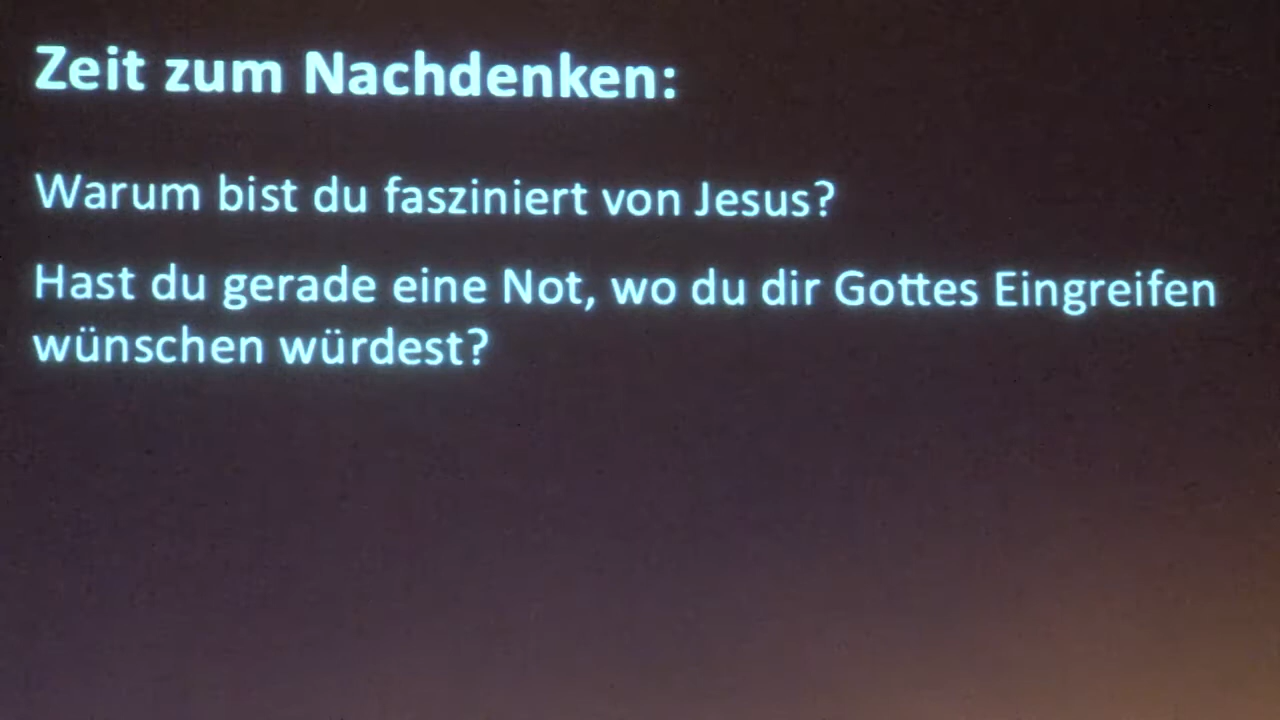 Zeit zum Nachdenken:
Warum bist du fasziniert von Jesus?
Hast du gerade eine Not, wo du dir Gottes Eingreifen
wünschen würdest?